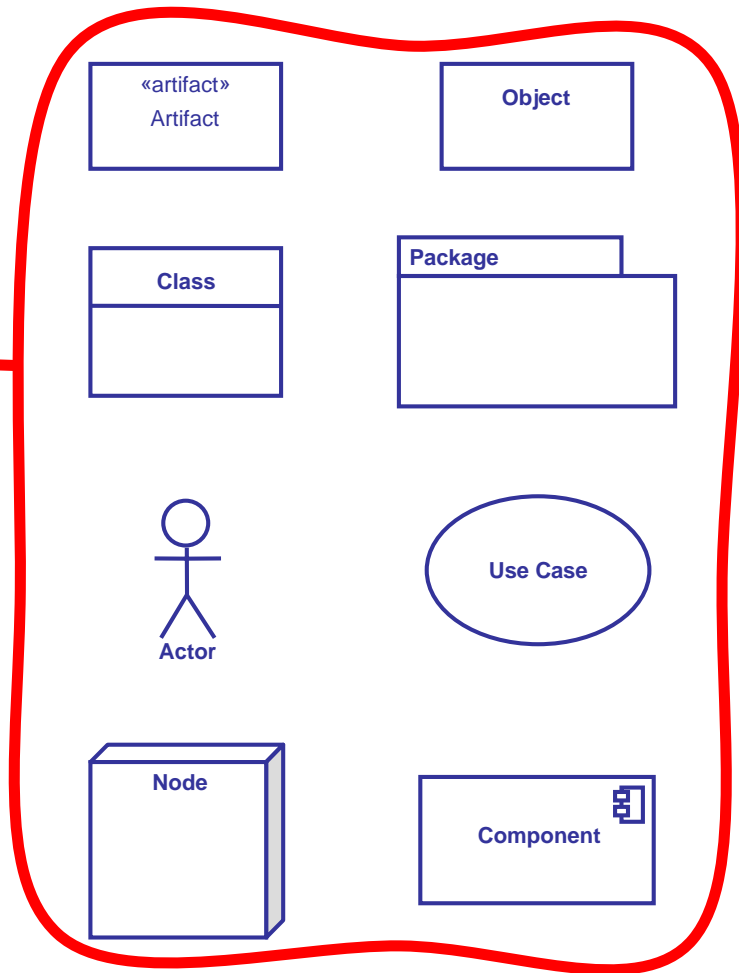 «artifact»
Artifact
Object
Class
Package
Actor
Use Case
Node
Component